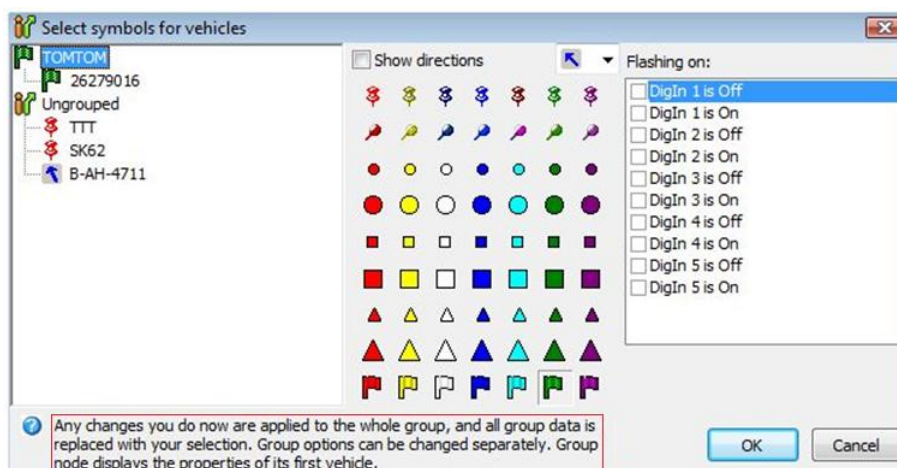 Select symbols for vehicles
TOMTOM
26279016
Ungrouped
TTT
SK62
B-AH-4711
Show directions
Flashing on:
DigIn 1 is Off
DigIn 1 is On
DigIn 2 is Off
DigIn 2 is On
DigIn 3 is Off
DigIn 3 is On
DigIn 4 is Off
DigIn 4 is On
DigIn 5 is Off
DigIn 5 is On
Any changes you do now are applied to the whole group, and all group data is
replaced with your selection. Group options can be changed separately. Group
node displays the properties of its first vehicle.
OK
Cancel